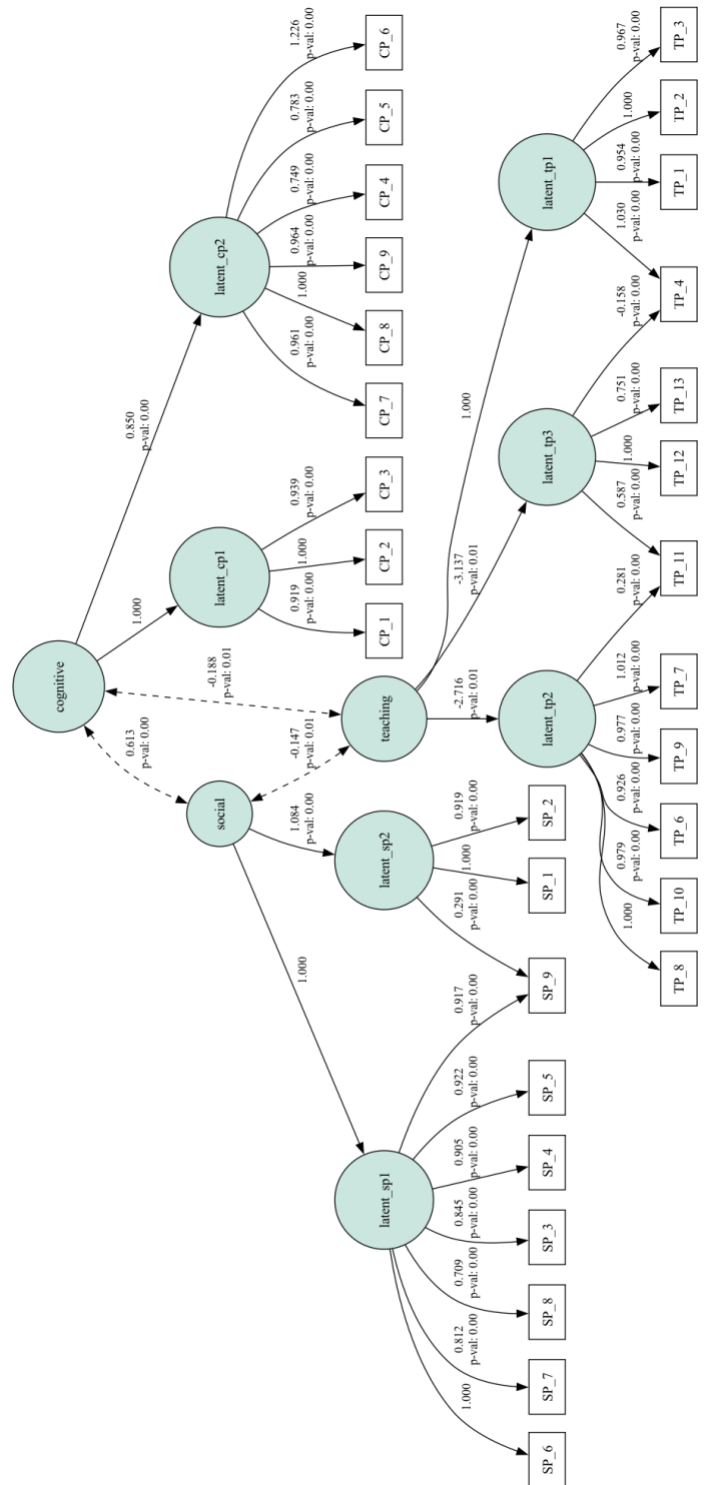 cognitive
0.613
p-val: 0.00
1.000
0.850
p-val: 0.00
social
-0.188
p-val: 0.01
latent_cp1
latent_cp2
1.000
1.084
p-val: 0.00
-0.147
p-val: 0.01
0.919
p-val: 0.00
1.000
0.939
p-val: 0.00
0.961
p-val: 0.00
1.000
0.964
p-val: 0.00
0.749
p-val: 0.00
0.783
p-val: 0.00
1.226
p-val: 0.00
latent_sp1
latent_sp2
teaching
CP_1
CP_2
CP_3
CP_7
CP_8
CP_9
CP_4
CP_5
CP_6
1.000
0.812
p-val: 0.00
0.709
p-val: 0.00
0.845
p-val: 0.00
0.905
p-val: 0.00
0.922
p-val: 0.00
0.917
p-val: 0.00
0.291
p-val: 0.00
1.000
0.919
p-val: 0.00
-2.716
p-val: 0.01
-3.137
p-val: 0.01
1.000
SP_6
SP_7
SP_8
SP_3
SP_4
SP_5
SP_9
SP_1
SP_2
latent_tp2
latent_tp3
latent_tp1
1.000
0.979
p-val: 0.00
0.926
p-val: 0.00
0.977
p-val: 0.00
1.012
p-val: 0.00
0.281
p-val: 0.00
0.587
p-val: 0.00
1.000
0.751
p-val: 0.00
-0.158
p-val: 0.00
1.030
p-val: 0.00
0.954
p-val: 0.00
1.000
0.967
p-val: 0.00
TP_8
TP_10
TP_6
TP_9
TP_7
TP_11
TP_12
TP_13
TP_4
TP_1
TP_2
TP_3